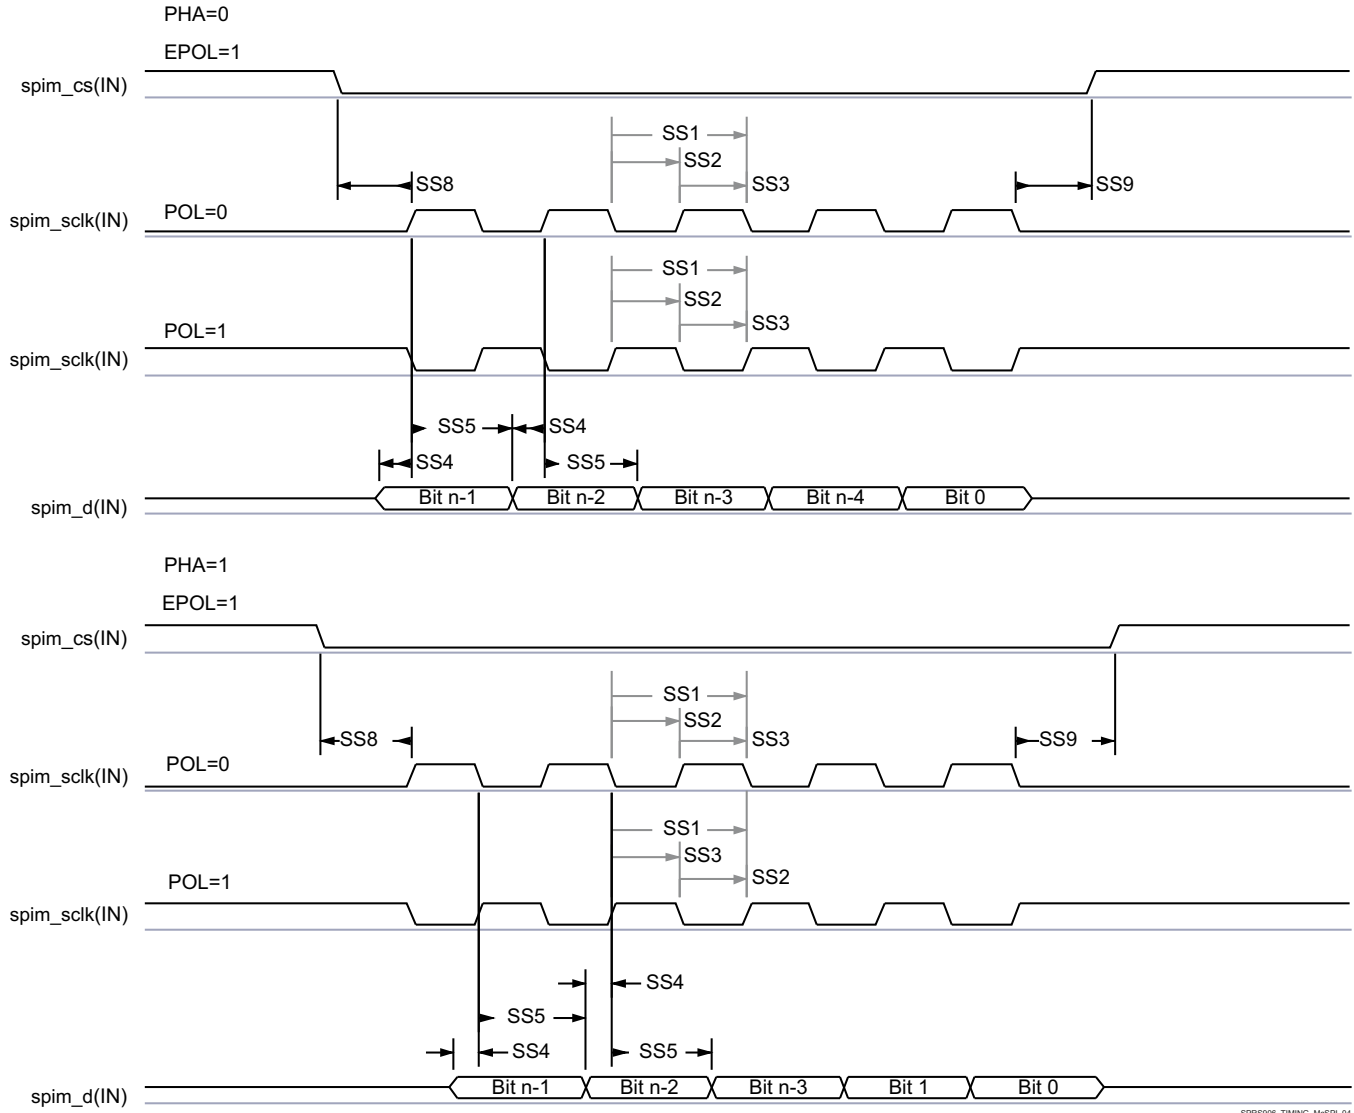 PHA=0
EPOL=1
spim_cs(IN)
SS1
SS2
SS8
SS3
SS9
POL=0
spim_sclk(IN)
SS1
SS2
SS3
POL=1
spim_sclk(IN)
SS5
SS4
SS4
SS5
Bit n-1
Bit n-2
Bit n-3
Bit n-4
Bit 0
spim_d(IN)
PHA=1
EPOL=1
spim_cs(IN)
SS1
SS2
SS8
SS3
SS9
POL=0
spim_sclk(IN)
SS1
SS3
SS2
POL=1
spim_sclk(IN)
SS4
SS5
SS4
SS5
Bit n-1
Bit n-2
Bit n-3
Bit 1
Bit 0
spim_d(IN)
SPRS906_TIMING_McSPI_04